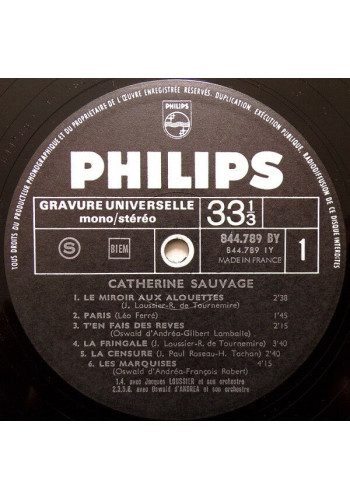 TOUS DROITS DU PRODUCTEUR PHONOGRAPHIQUE ET DU PROPRIÉTAIRE DE L'ŒUVRE ENREGISTRÉE RÉSERVÉS. DUPLICATION, EXÉCUTION PUBLIQUE, RADIODIFFUSION DE CE DISQUE INTERDITES
PHILIPS
PHILIPS
GRAVURE UNIVERSELLE
mono/stéréo
33 1/3
S
BIEM
844.789 BY
844.789 IY
MADE IN FRANCE
1
CATHERINE SAUVAGE
1. LE MIROIR AUX ALOUETTES 2'38
(J. Loussier-R. de Tournemire)
2. PARIS (Léo Ferré) 1'45
3. T'EN FAIS DES REVES 2'15
(Oswald d'Andréa-Gilbert Lamballe)
4. LA FRINGALE (J. Loussier-R. de Tournemire) 3'40
5. LA CENSURE (J. Paul Roseau-H. Tachan) 2'40
6. LES MARQUISES 4'15
(Oswald d'Andréa-François Robert)
1.4. avec Jacques LOUSSIER et son orchestre
2.3.5.6. avec Oswald d'ANDREA et son orchestre